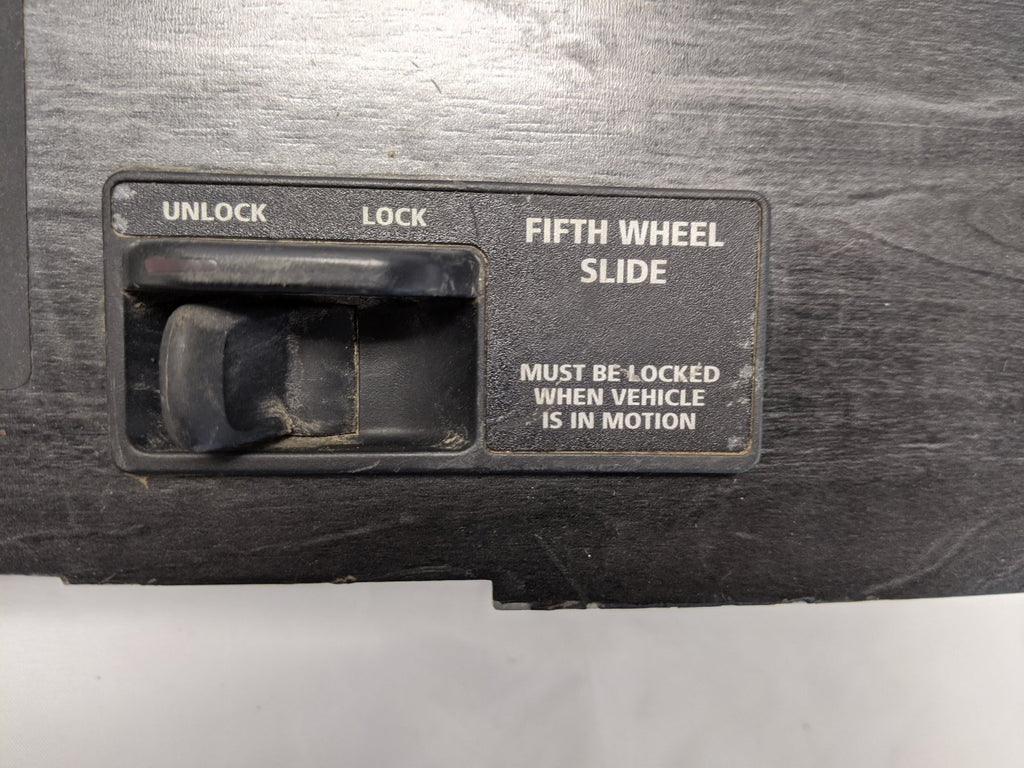 UNLOCK LOCK
FIFTH WHEEL
SLIDE
MUST BE LOCKED
WHEN VEHICLE
IS IN MOTION